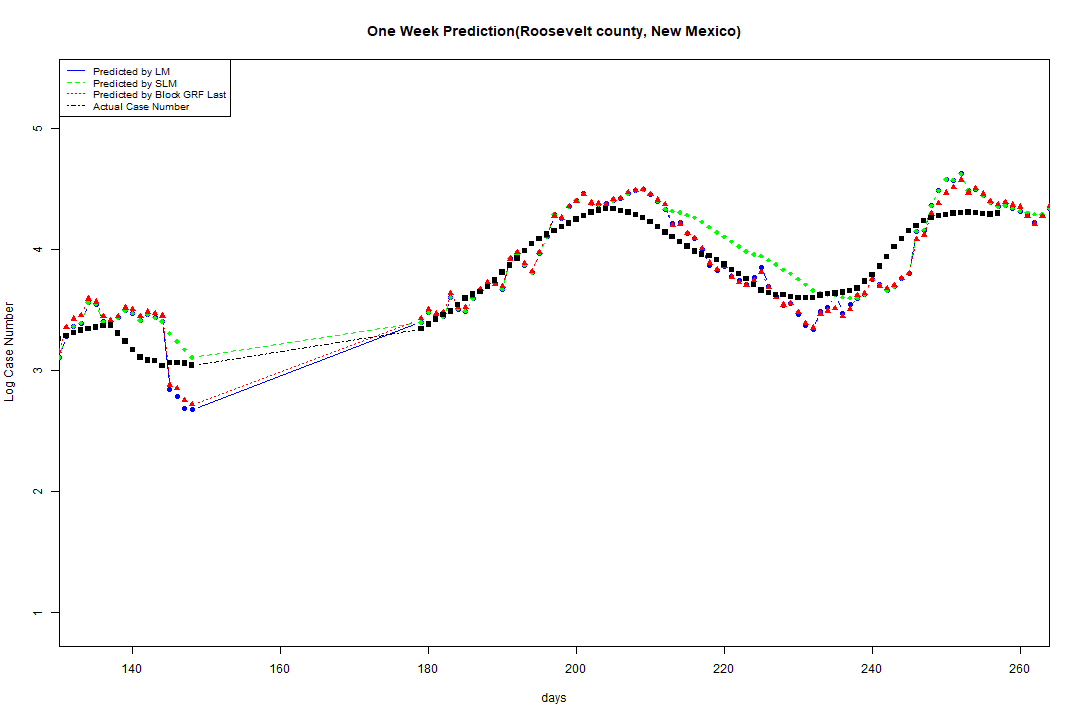 One Week Prediction(Roosevelt county, New Mexico)
Predicted by LM
Predicted by SLM
Predicted by Block GRF Last
Actual Case Number
Log Case Number
5
4
3
2
1
140 160 180 200 220 240 260
days